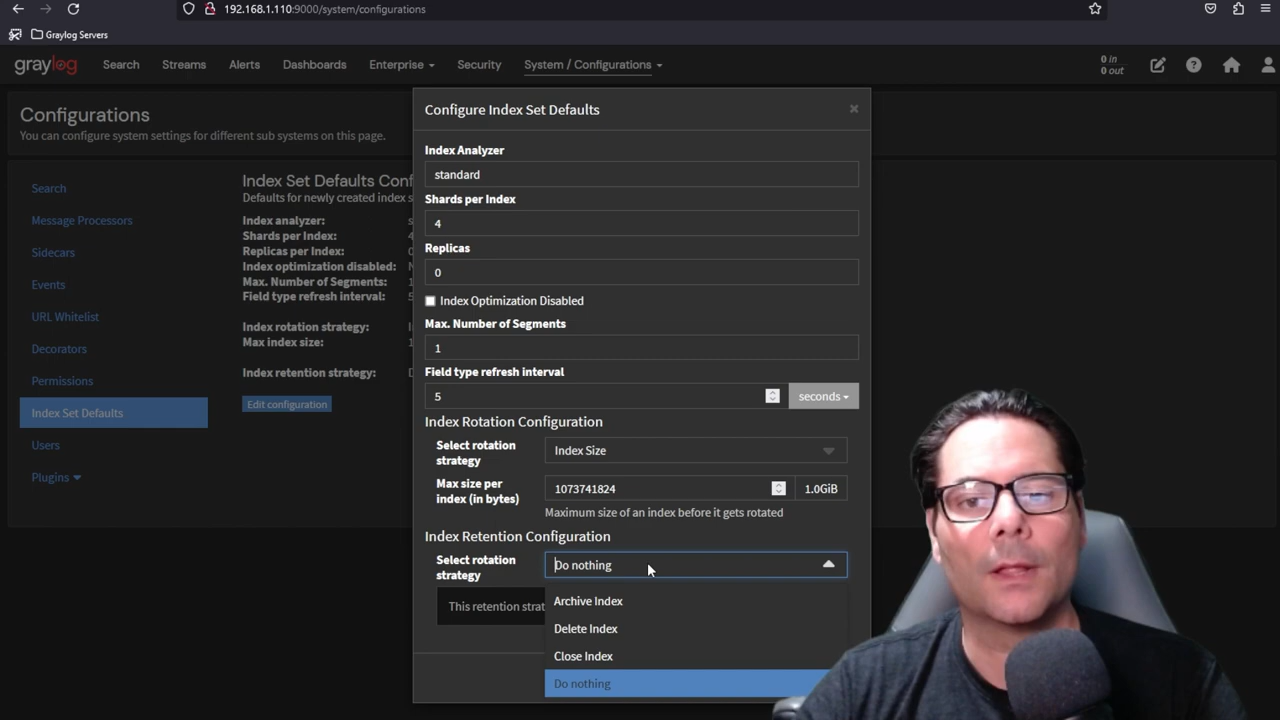 192.168.1.110:9000/system/configurations
Graylog Servers
graylog Search Streams Alerts Dashboards Enterprise Security System / Configurations 0 in
0 out
Configurations
You can configure system settings for different sub systems on this page.
Search
Message Processors
Sidecars
Events
URL Whitelist
Decorators
Permissions
Index Set Defaults
Users
Plugins
Index Set Defaults Conf
Defaults for newly created index s
Index analyzer:
Shards per Index: 4
Replicas per Index: 0
Index optimization disabled:
Max. Number of Segments: 1
Field type refresh interval: 5
Index rotation strategy:
Max index size: 1
Index retention strategy:
Edit configuration
Configure Index Set Defaults ×
Index Analyzer
standard
Shards per Index
4
Replicas
0
Index Optimization Disabled
Max. Number of Segments
1
Field type refresh interval
5 seconds
Index Rotation Configuration
Select rotation
strategy
Index Size
Max size per
index (in bytes)
1073741824 1.0GiB
Maximum size of an index before it gets rotated
Index Retention Configuration
Select rotation
strategy
Do nothing
This retention strat
Archive Index
Delete Index
Close Index
Do nothing